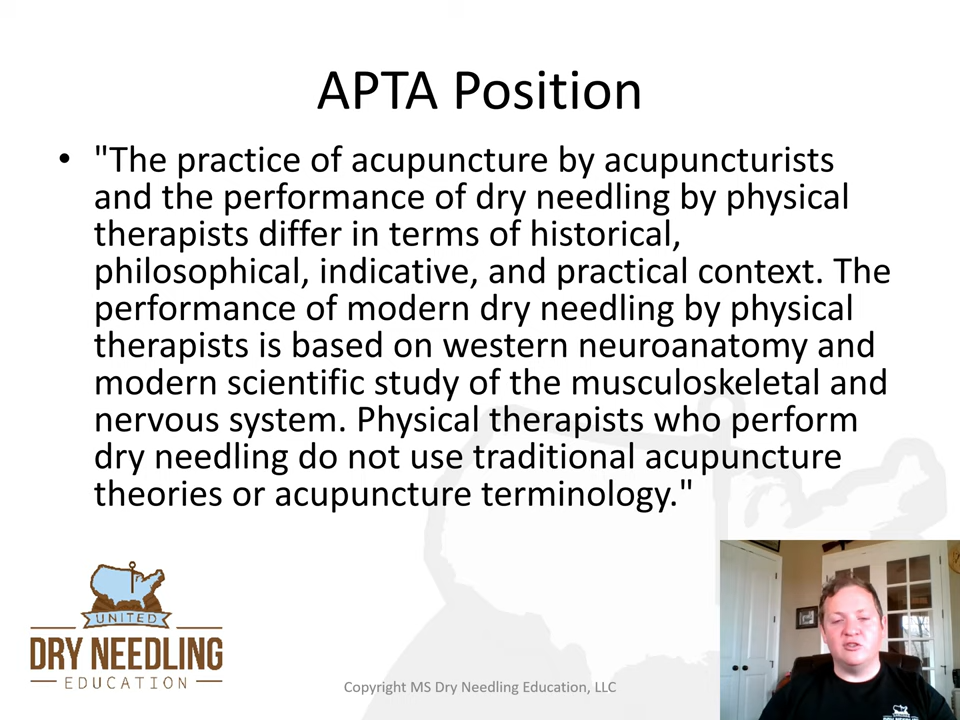 APTA Position
• "The practice of acupuncture by acupuncturists
and the performance of dry needling by physical
therapists differ in terms of historical,
philosophical, indicative, and practical context. The
performance of modern dry needling by physical
therapists is based on western neuroanatomy and
modern scientific study of the musculoskeletal and
nervous system. Physical therapists who perform
dry needling do not use traditional acupuncture
theories or acupuncture terminology."
UNITED
DRY NEEDLING
EDUCATION
Copyright MS Dry Needling Education, LLC